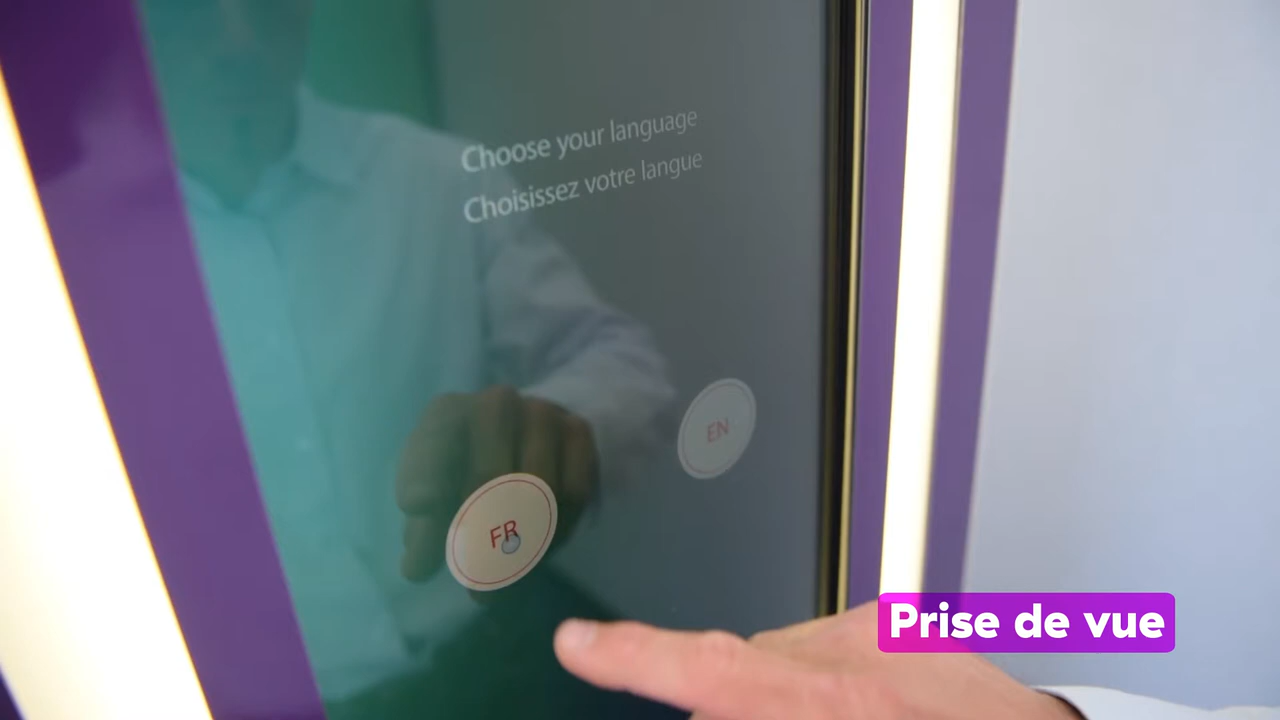 Choose your language
Choisissez votre langue
EN
FR
Prise de vue